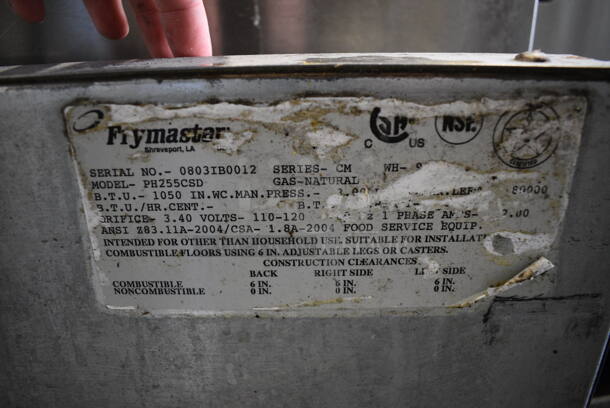 Frymaster
Shreveport, LA
C US
NSF.
SERIAL NO.- 0803IB0012 SERIES- CM WH-
MODEL- PH255CSD GAS-NATURAL
B.T.U.- 1050 IN.WC.MAN.PRESS.- 80000
B.T.U./HR.CENT.- B.T.
ORIFICE- 3.40 VOLTS- 110-120 1 PHASE
ANSI Z83.11A-2004/CSA- 1.8A-2004 FOOD SERVICE EQUIP.
INTENDED FOR OTHER THAN HOUSEHOLD USE. SUITABLE FOR
COMBUSTIBLE FLOORS USING 6 IN. ADJUSTABLE LEGS OR CASTERS.
CONSTRUCTION CLEARANCES
BACK RIGHT SIDE LEFT SIDE
COMBUSTIBLE 6 IN. 6 IN. 6 IN.
NONCOMBUSTIBLE 0 IN. 0 IN. 0 IN.